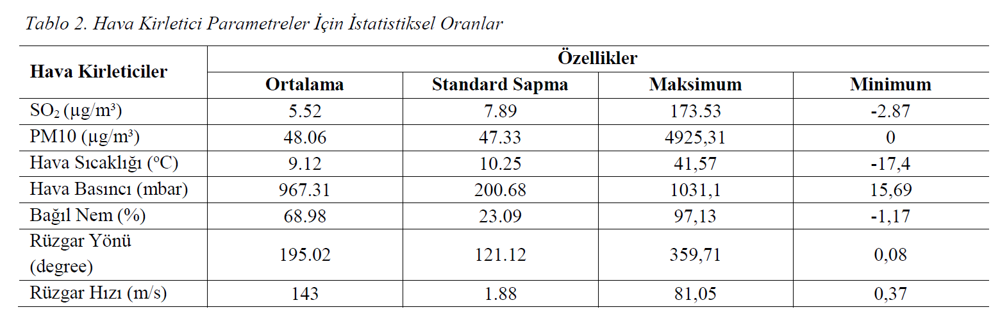 Tablo 2. Hava Kirletici Parametreler İçin İstatistiksel Oranlar
Hava Kirleticiler Özellikler
Ortalama Standard Sapma Maksimum Minimum
SO₂ (µg/m³) 5.52 7.89 173.53 -2.87
PM10 (µg/m³) 48.06 47.33 4925,31 0
Hava Sıcaklığı (ºC) 9.12 10.25 41,57 -17,4
Hava Basıncı (mbar) 967.31 200.68 1031,1 15,69
Bağıl Nem (%) 68.98 23.09 97,13 -1,17
Rüzgar Yönü
(degree) 195.02 121.12 359,71 0,08
Rüzgar Hızı (m/s) 143 1.88 81,05 0,37